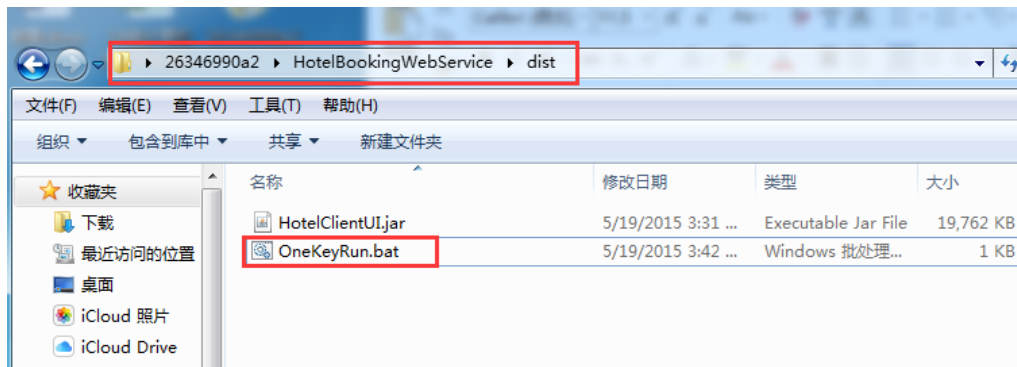 26346990a2 HotelBookingWebService dist
文件(F) 编辑(E) 查看(V) 工具(T) 帮助(H)
组织 包含到库中 共享 新建文件夹
收藏夹
下载
最近访问的位置
桌面
iCloud 照片
iCloud Drive
名称 修改日期 类型 大小
HotelClientUI.jar 5/19/2015 3:31 ... Executable Jar File 19,762 KB
OneKeyRun.bat 5/19/2015 3:42 ... Windows 批处理... 1 KB